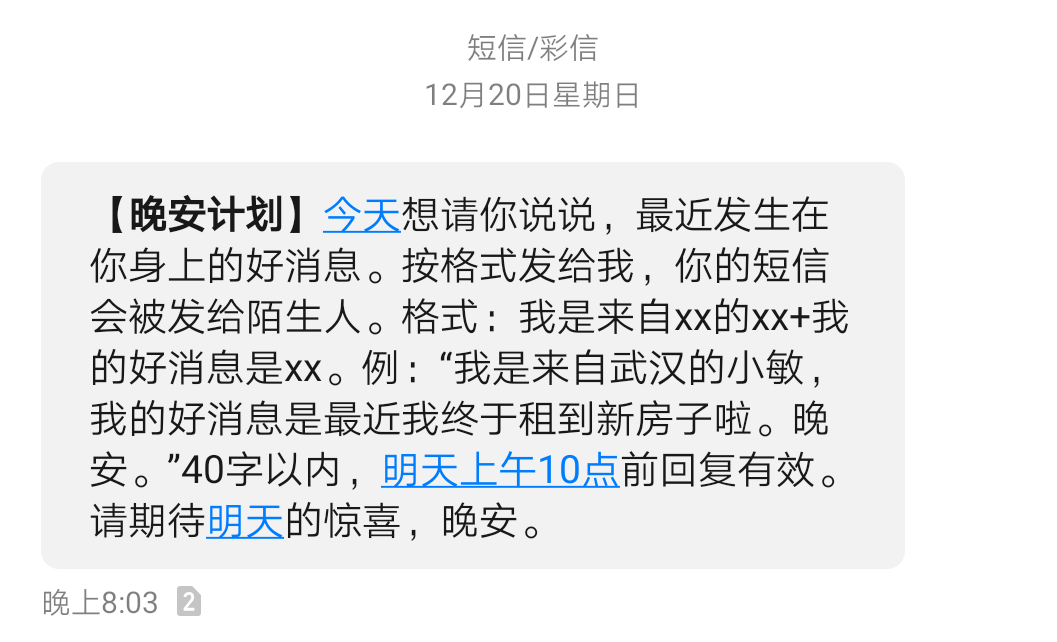 短信/彩信
12月20日星期日
【晚安计划】今天想请你说说，最近发生在
你身上的好消息。按格式发给我，你的短信
会被发给陌生人。格式：我是来自xx的xx+我
的好消息是xx。例：“我是来自武汉的小敏，
我的好消息是最近我终于租到新房子啦。晚
安。”40字以内，明天上午10点前回复有效。
请期待明天的惊喜，晚安。
晚上8:03 2